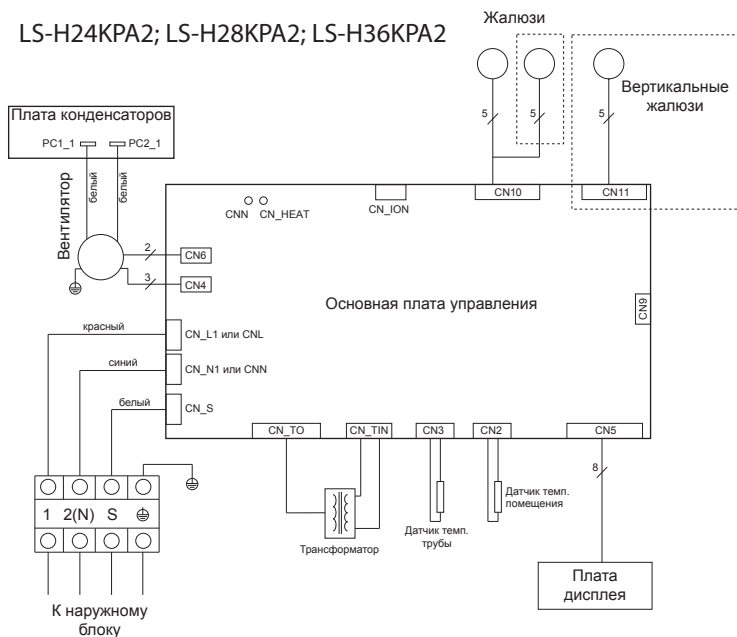 LS-H24KPA2; LS-H28KPA2; LS-H36KPA2
Жалюзи
5
5
5
Вертикальные
жалюзи
Плата конденсаторов
PC1_1
PC2_1
белый
белый
Вентилятор
CNN
CN_HEAT
CN_ION
CN10
CN11
2
CN6
3
CN4
Основная плата управления
CN9
красный
CN_L1 или CNL
синий
CN_N1 или CNN
белый
CN_S
CN_TO
CN_TIN
CN3
CN2
CN5
8
1 2(N) S
Трансформатор
Датчик темп.
трубы
Датчик темп.
помещения
Плата
дисплея
К наружному
блоку